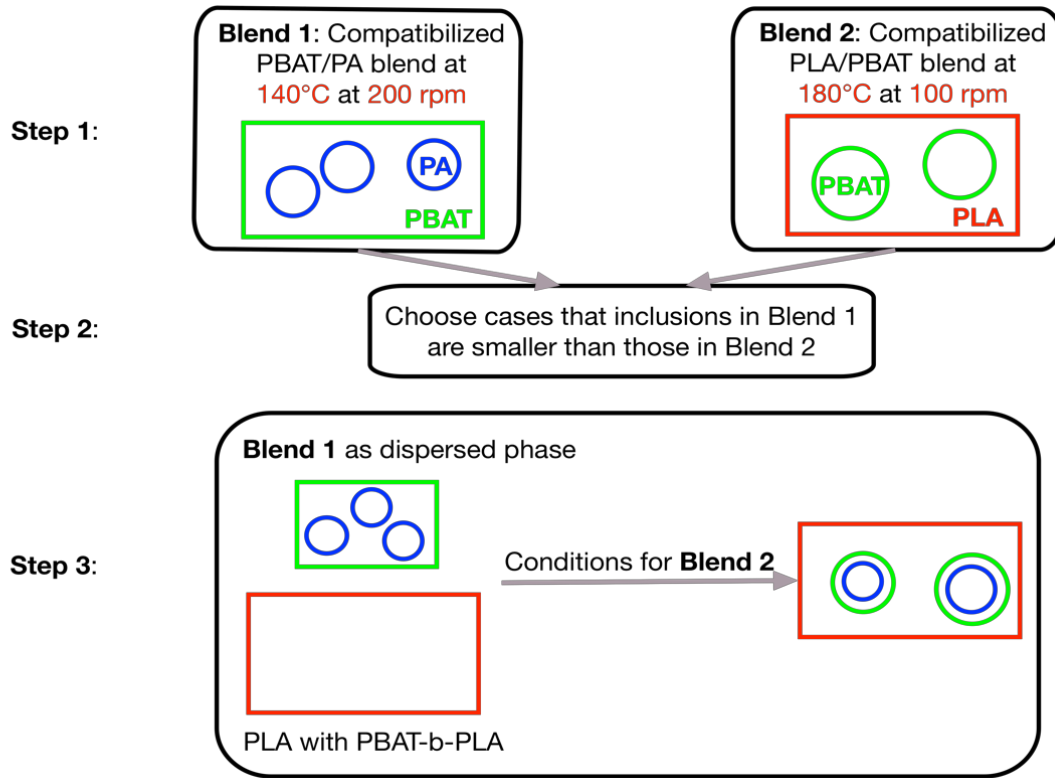 Step 1:
Blend 1: Compatibilized
PBAT/PA blend at
140°C at 200 rpm
PA
PBAT
Blend 2: Compatibilized
PLA/PBAT blend at
180°C at 100 rpm
PBAT
PLA
Step 2:
Choose cases that inclusions in Blend 1
are smaller than those in Blend 2
Step 3:
Blend 1 as dispersed phase
Conditions for Blend 2
PLA with PBAT-b-PLA